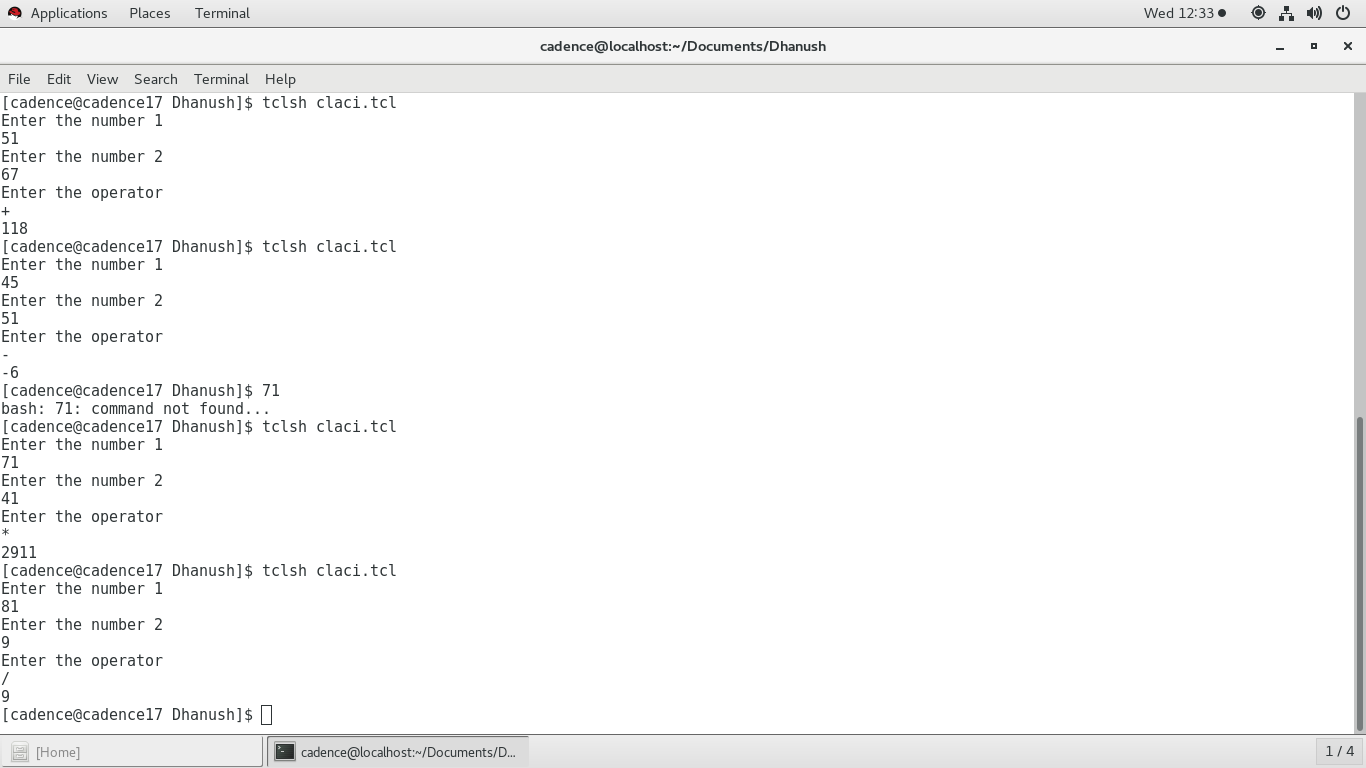 Applications Places Terminal Wed 12:33
cadence@localhost:~/Documents/Dhanush
File Edit View Search Terminal Help
[cadence@cadence17 Dhanush]$ tclsh claci.tcl
Enter the number 1
51
Enter the number 2
67
Enter the operator
+
118
[cadence@cadence17 Dhanush]$ tclsh claci.tcl
Enter the number 1
45
Enter the number 2
51
Enter the operator
-
-6
[cadence@cadence17 Dhanush]$ 71
bash: 71: command not found...
[cadence@cadence17 Dhanush]$ tclsh claci.tcl
Enter the number 1
71
Enter the number 2
41
Enter the operator
*
2911
[cadence@cadence17 Dhanush]$ tclsh claci.tcl
Enter the number 1
81
Enter the number 2
9
Enter the operator
/
9
[cadence@cadence17 Dhanush]$
[Home] cadence@localhost:~/Documents/D... 1 / 4